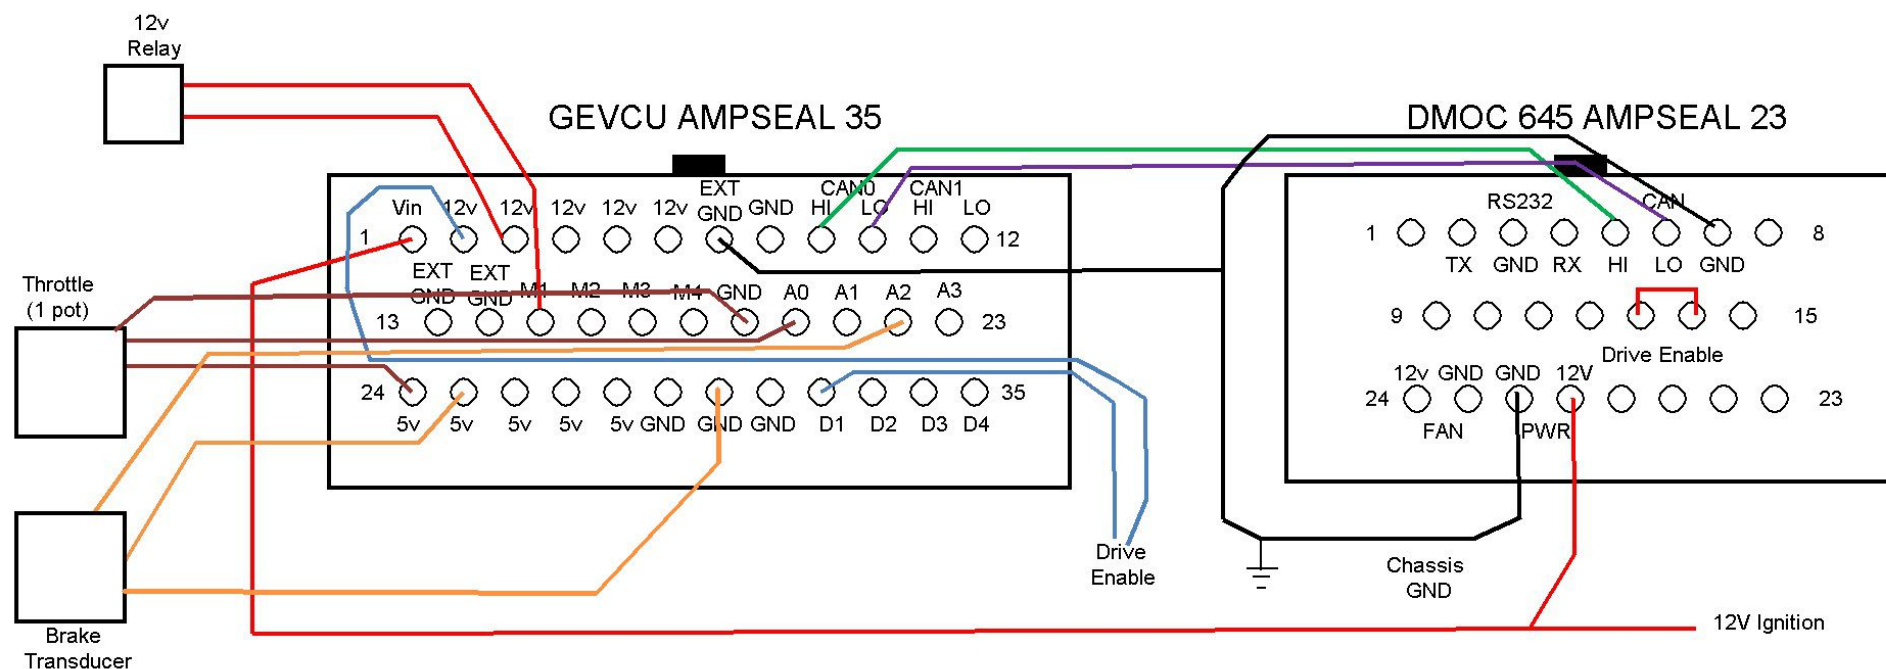 12v
Relay
GEVCU AMPSEAL 35
DMOC 645 AMPSEAL 23
EXT
CAN0
CAN1
Vin 12v 12v 12v 12v 12v GND GND HI LO HI LO
1
12
RS232
CAN
1
8
TX GND RX HI LO GND
Throttle
(1 pot)
EXT EXT
GND GND M1 M2 M3 M4 GND A0 A1 A2 A3
13
23
9
15
Drive Enable
24
35
5v 5v 5v 5v 5v GND GND GND D1 D2 D3 D4
12v GND GND 12V
24
23
FAN
PWR
Drive
Enable
Chassis
GND
Brake
Transducer
12V Ignition